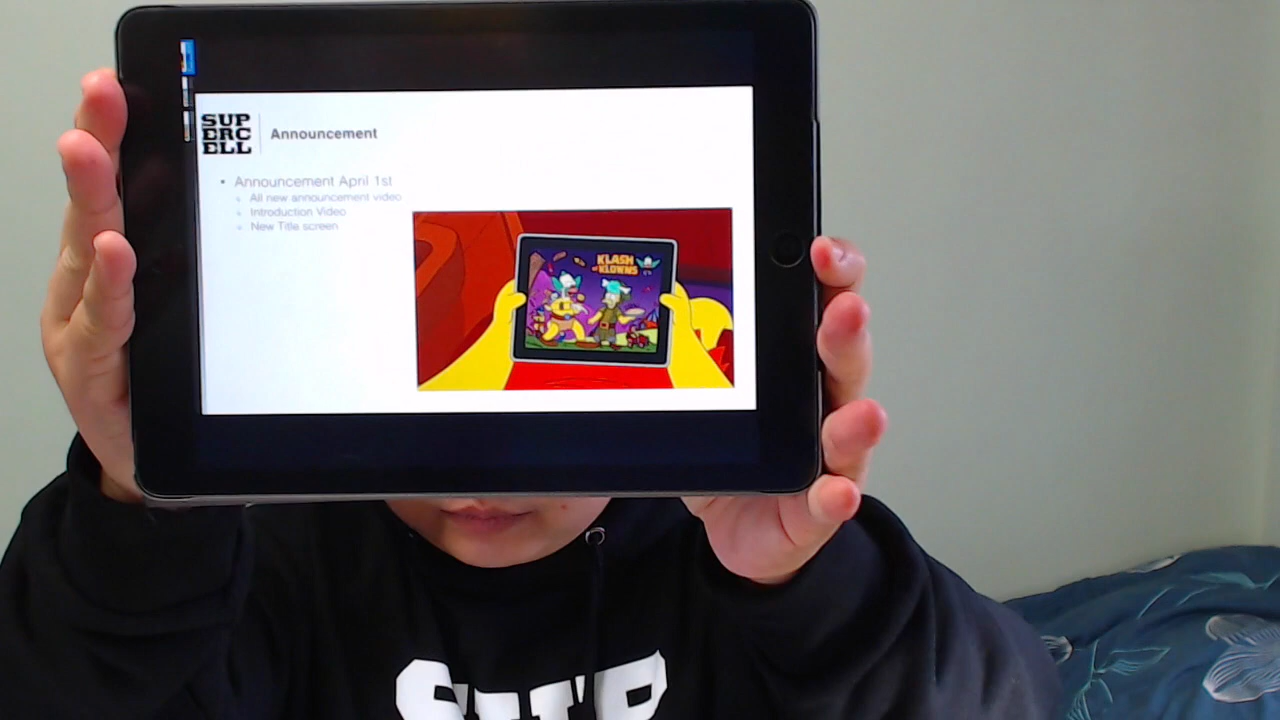 SUP
ERC
ELL
Announcement
• Announcement April 1st
○ All new announcement video
○ Introduction Video
○ New Title screen
KLASH
OF KLOWNS
SUP